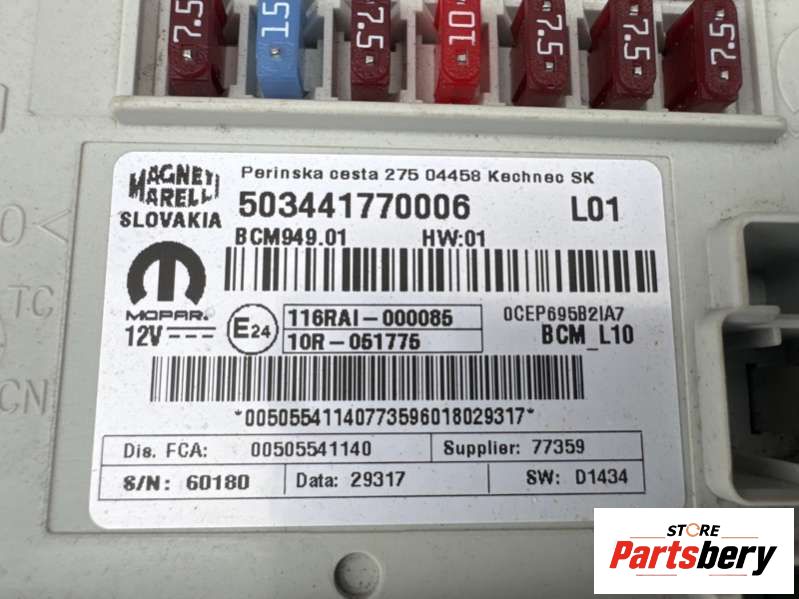 7.5 15 7.5 10 7.5 7.5 7.5
MAGNETI MARELLI
SLOVAKIA
Perinska cesta 275 04458 Kechnec SK
503441770006 L01
BCM949.01 HW:01
MOPAR.
12V
E24
116RAI-000085
10R-051775
0CEP695B2IA7
BCM_L10
*00505541140773596018029317*
Dis. FCA: 00505541140 Supplier: 77359
S/N: 60180 Data: 29317 SW: D1434
TC
CN
STORE
Partsbery